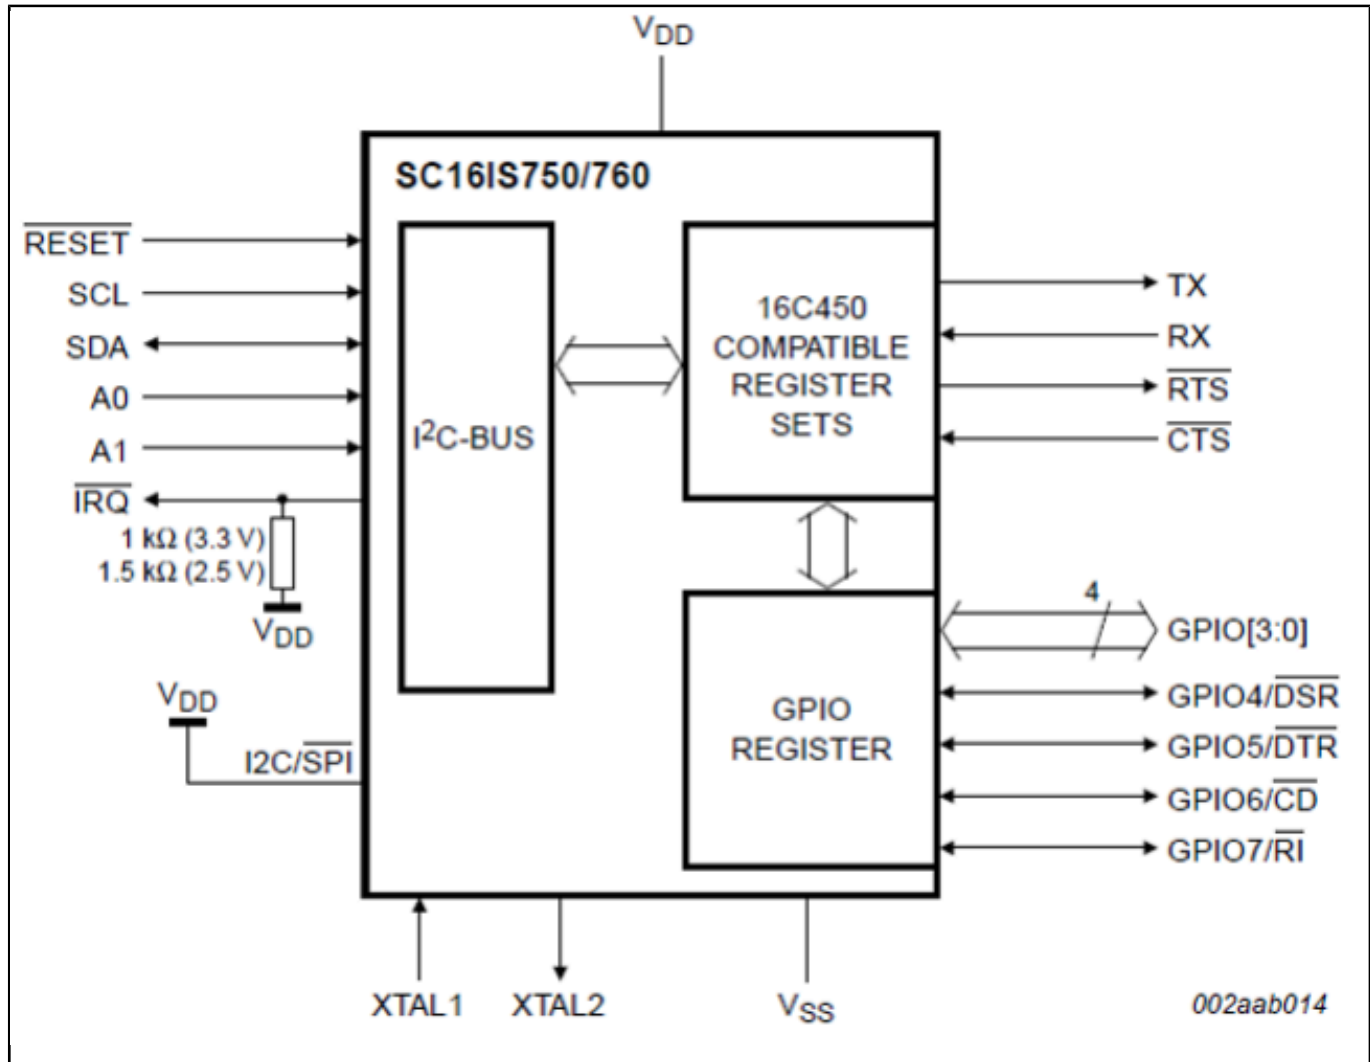 VDD
SC16IS750/760
RESET
SCL
SDA
A0
A1
IRQ
1 kΩ (3.3 V)
1.5 kΩ (2.5 V)
VDD
VDD
I2C/SPI
I²C-BUS
16C450
COMPATIBLE
REGISTER
SETS
GPIO
REGISTER
TX
RX
RTS
CTS
4
GPIO[3:0]
GPIO4/DSR
GPIO5/DTR
GPIO6/CD
GPIO7/RI
XTAL1
XTAL2
VSS
002aab014